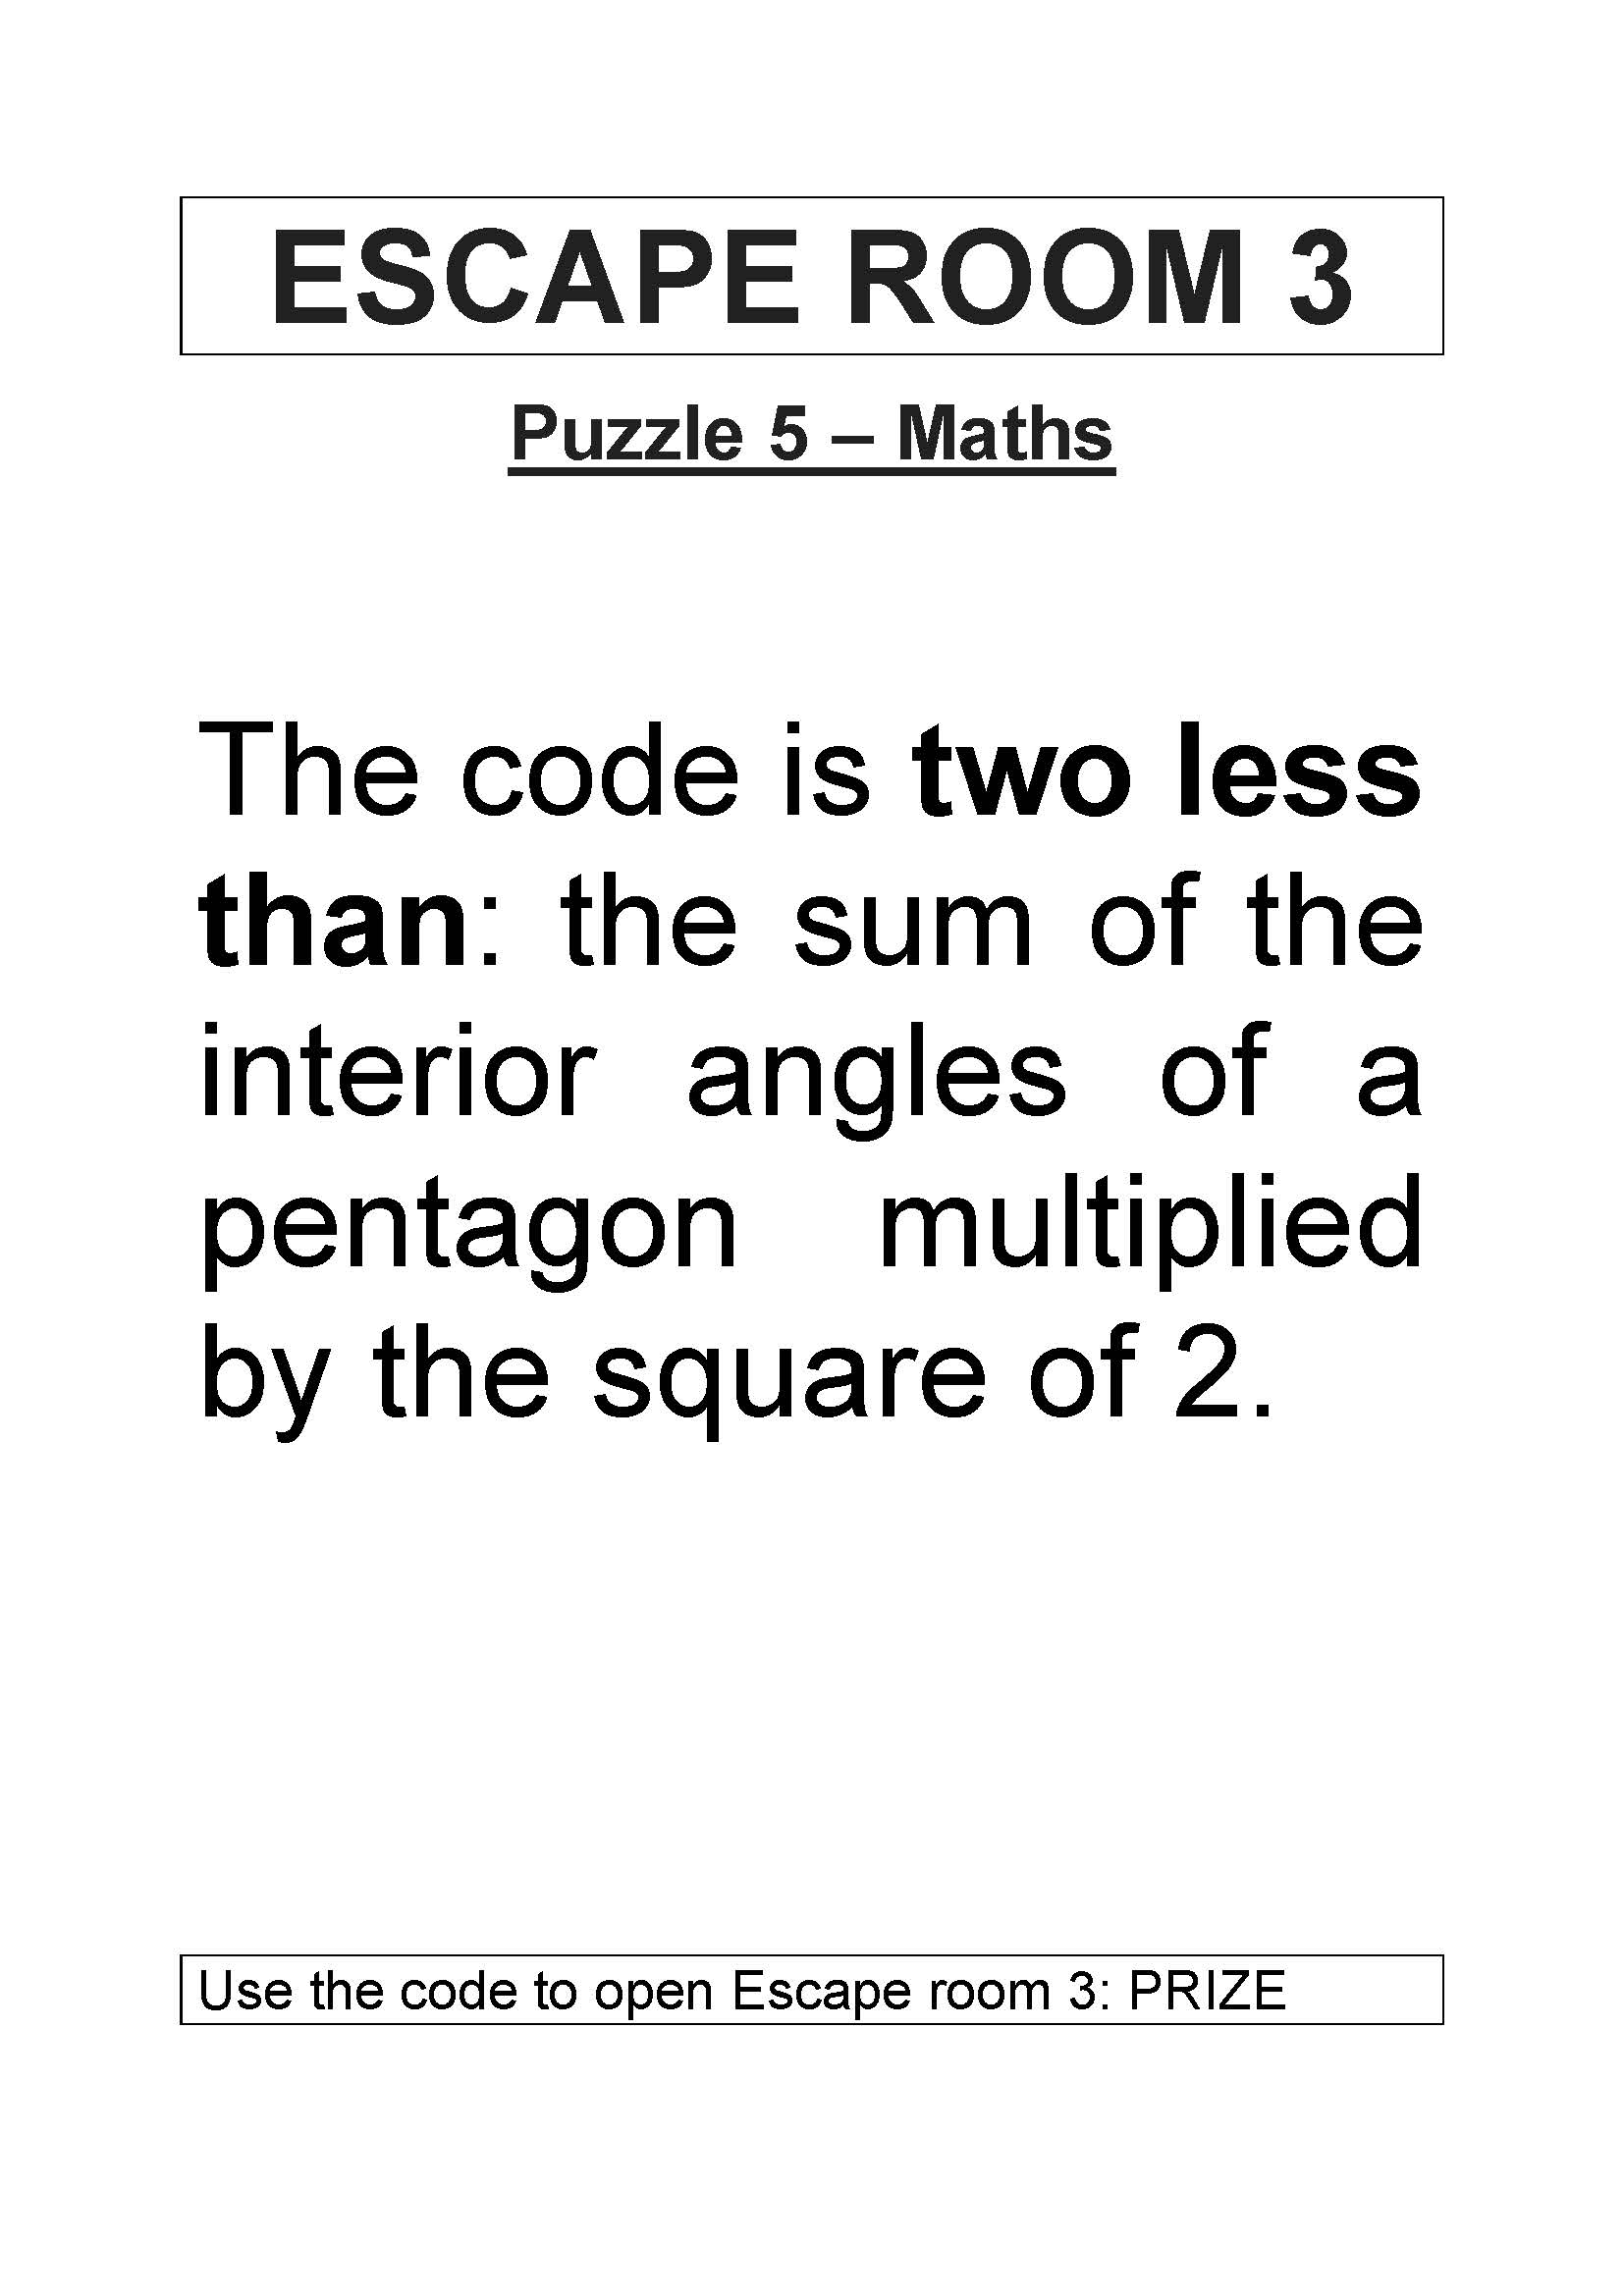 ESCAPE ROOM 3
Puzzle 5 – Maths
The code is two less
than: the sum of the
interior angles of a
pentagon multiplied
by the square of 2.
Use the code to open Escape room 3: PRIZE